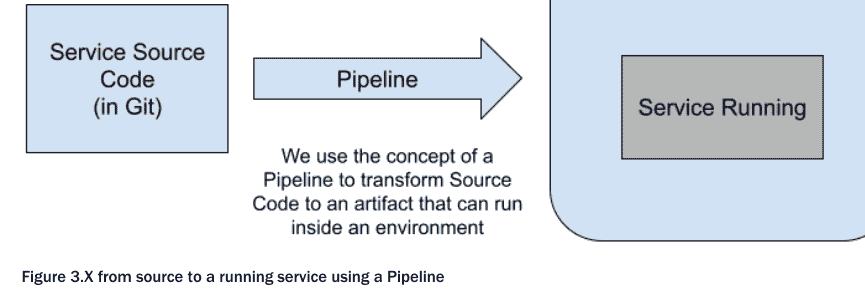 Service Source
Code
(in Git)
Pipeline
We use the concept of a
Pipeline to transform Source
Code to an artifact that can run
inside an environment
Service Running
Figure 3.X from source to a running service using a Pipeline